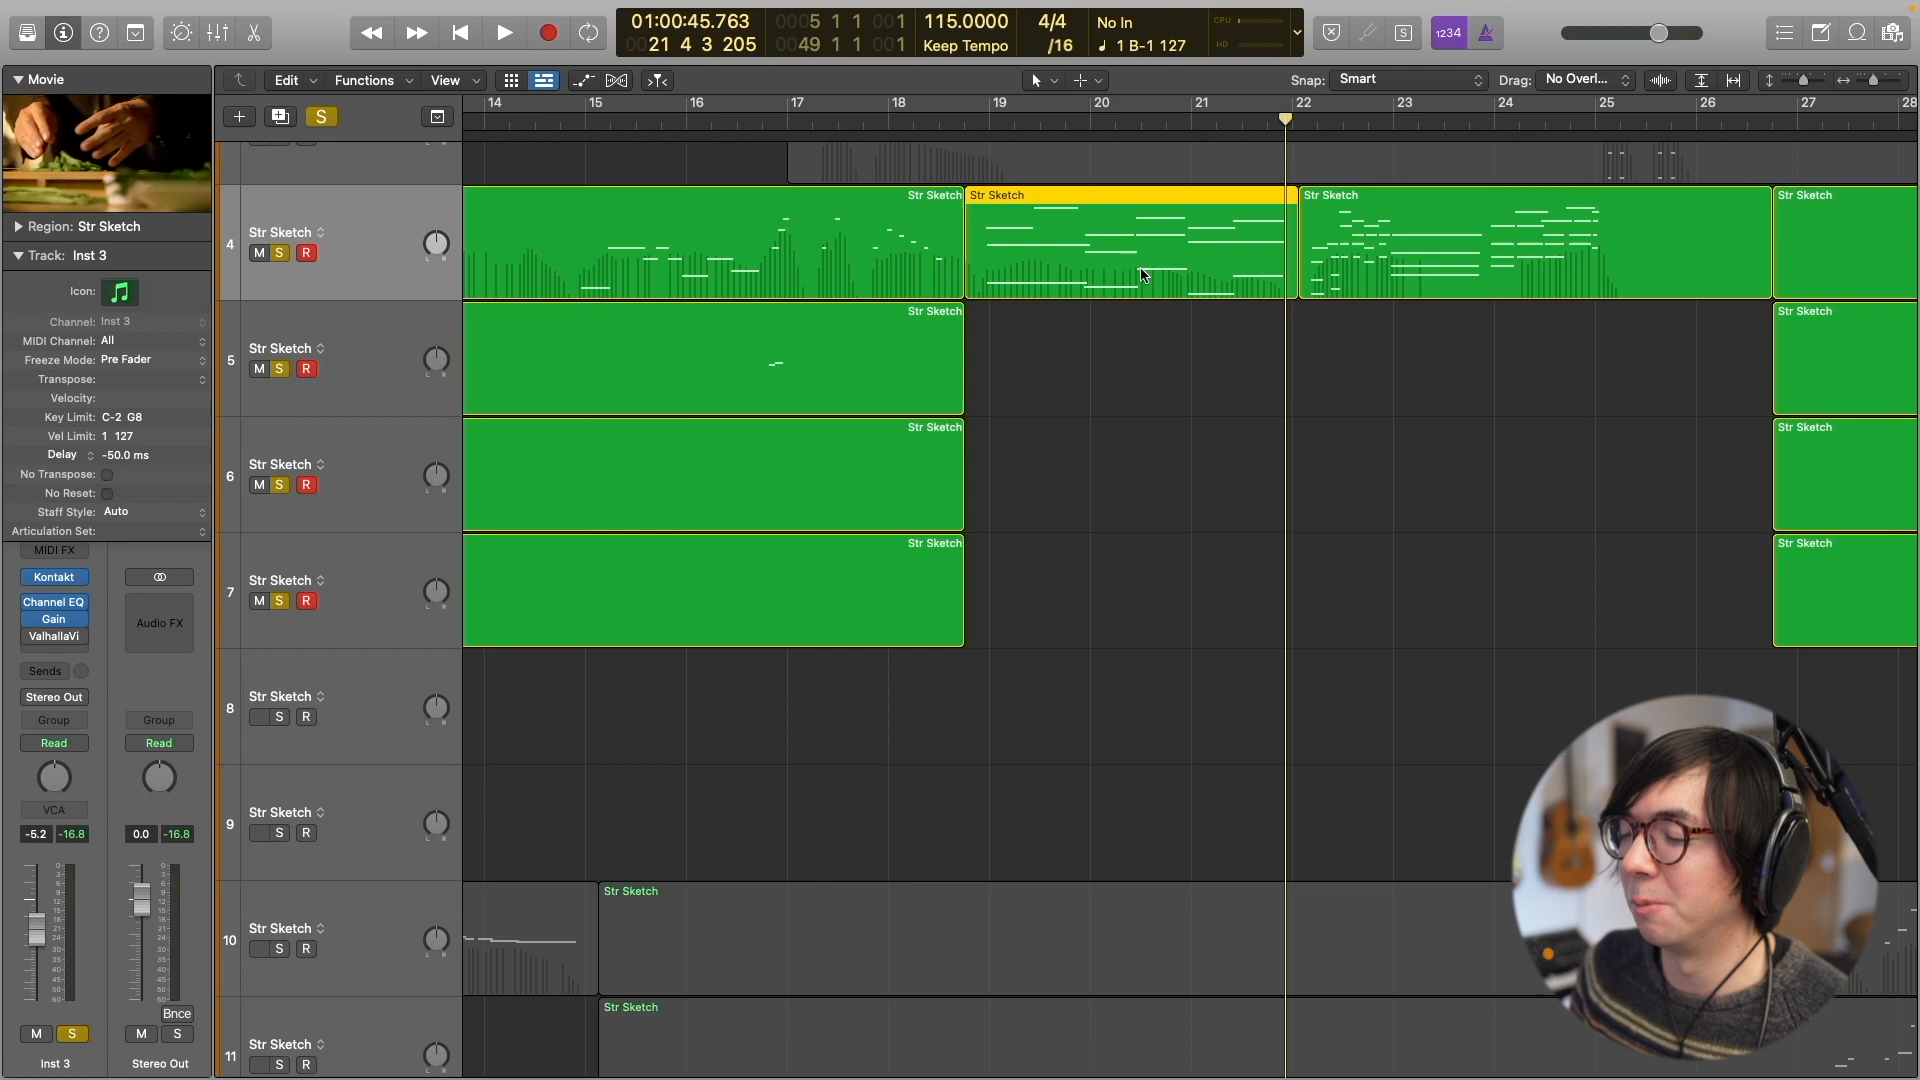 01:00:45.763
0021 4 3 205
0005 1 1 001
0049 1 1 001
115.0000
Keep Tempo
4/4
/16
No In
1 B-1 127
CPU
HD
S
1234
Movie
Edit
Functions
View
Snap: Smart
Drag: No Overl...
S
14 15 16 17 18 19 20 21 22 23 24 25 26 27 28
Region: Str Sketch
Track: Inst 3
Icon:
Channel: Inst 3
MIDI Channel: All
Freeze Mode: Pre Fader
Transpose:
Velocity:
Key Limit: C-2 G8
Vel Limit: 1 127
Delay -50.0 ms
No Transpose:
No Reset:
Staff Style: Auto
Articulation Set:
MIDI FX
Kontakt
Channel EQ
Gain
ValhallaVi
Audio FX
Sends
Stereo Out
Group Group
Read Read
VCA
-5.2 -16.8 0.0 -16.8
Bnce
M S M S
Inst 3 Stereo Out
4 Str Sketch
M S R
L R
5 Str Sketch
M S R
L R
6 Str Sketch
M S R
L R
7 Str Sketch
M S R
L R
8 Str Sketch
S R
L R
9 Str Sketch
S R
L R
10 Str Sketch
S R
L R
11 Str Sketch
S R
Str Sketch Str Sketch Str Sketch Str Sketch
Str Sketch Str Sketch
Str Sketch Str Sketch
Str Sketch Str Sketch
Str Sketch
Str Sketch